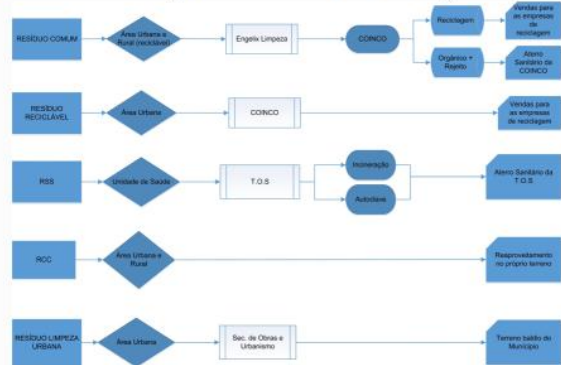 RESÍDUO COMUM
Área Urbana e
Rural (reciclável)
Engelix Limpeza
COINCO
Reciclagem
Vendas para
as empresas
de
reciclagem
Orgânico +
Rejeito
Aterro
Sanitário da
COINCO
RESÍDUO
RECICLÁVEL
Área Urbana
COINCO
Vendas para
as empresas
de reciclagem
RSS
Unidade de Saúde
T.O.S
Incineração
Autoclave
Aterro Sanitário da
T.O.S
RCC
Área Urbana e
Rural
Reaproveitamento
no próprio terreno
RESÍDUO LIMPEZA
URBANA
Área Urbana
Sec. de Obras e
Urbanismo
Terreno baldio do
Município